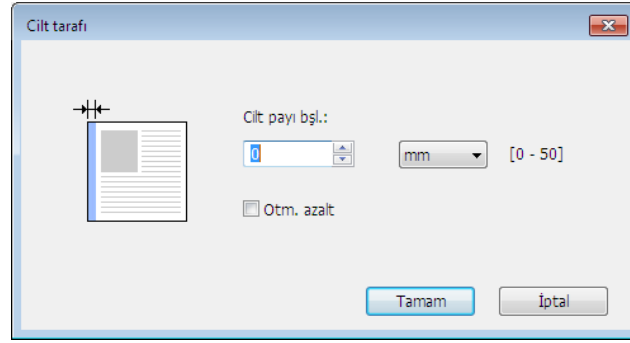 Cilt tarafı
Cilt payı bşl.:
0 mm [0 - 50]
Otm. azalt
Tamam İptal